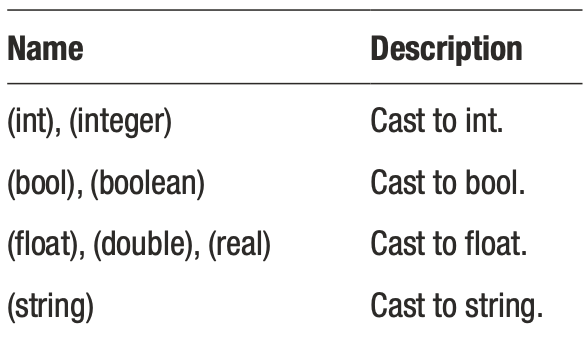 Name Description
(int), (integer) Cast to int.
(bool), (boolean) Cast to bool.
(float), (double), (real) Cast to float.
(string) Cast to string.